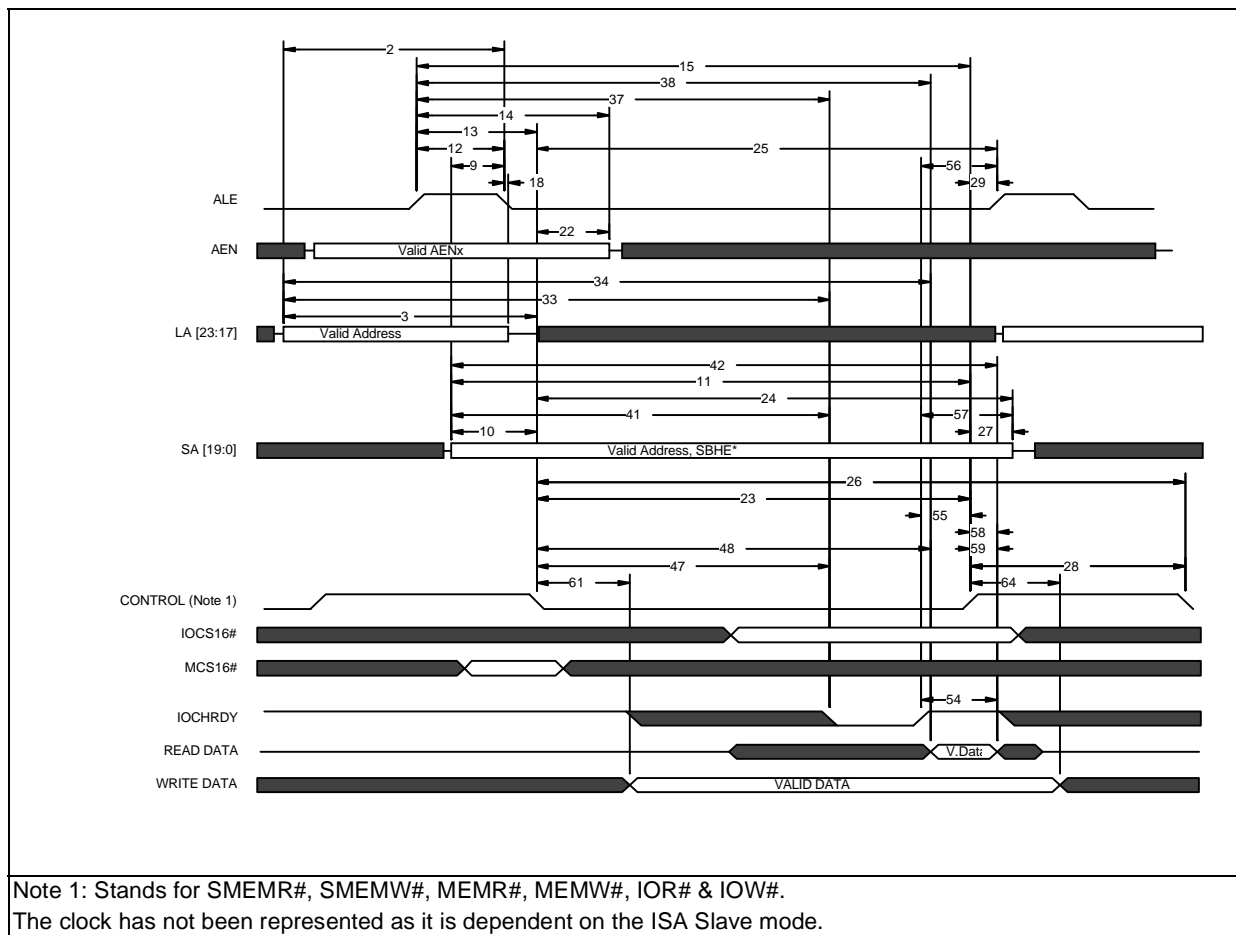 2
15
38
37
14
13
12
25
9
56
18
29
ALE
22
AEN
Valid AENx
34
33
3
LA [23:17]
Valid Address
42
11
24
41
57
10
27
SA [19:0]
Valid Address, SBHE*
26
23
55
58
48
59
47
28
61
64
CONTROL (Note 1)
IOCS16#
MCS16#
54
IOCHRDY
READ DATA
V.Data
WRITE DATA
VALID DATA
Note 1: Stands for SMEMR#, SMEMW#, MEMR#, MEMW#, IOR# & IOW#.
The clock has not been represented as it is dependent on the ISA Slave mode.